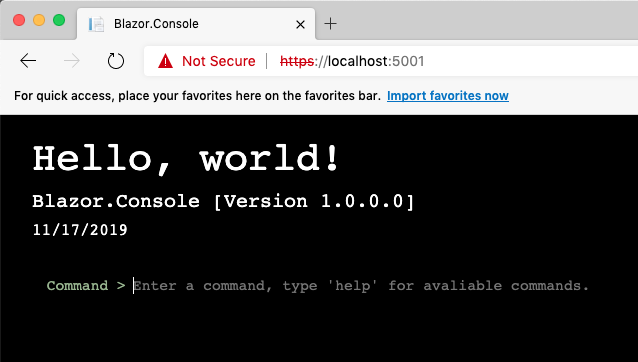 Blazor.Console
Not Secure | https://localhost:5001
For quick access, place your favorites here on the favorites bar. Import favorites now
Hello, world!
Blazor.Console [Version 1.0.0.0]
11/17/2019
Command > Enter a command, type 'help' for avaliable commands.